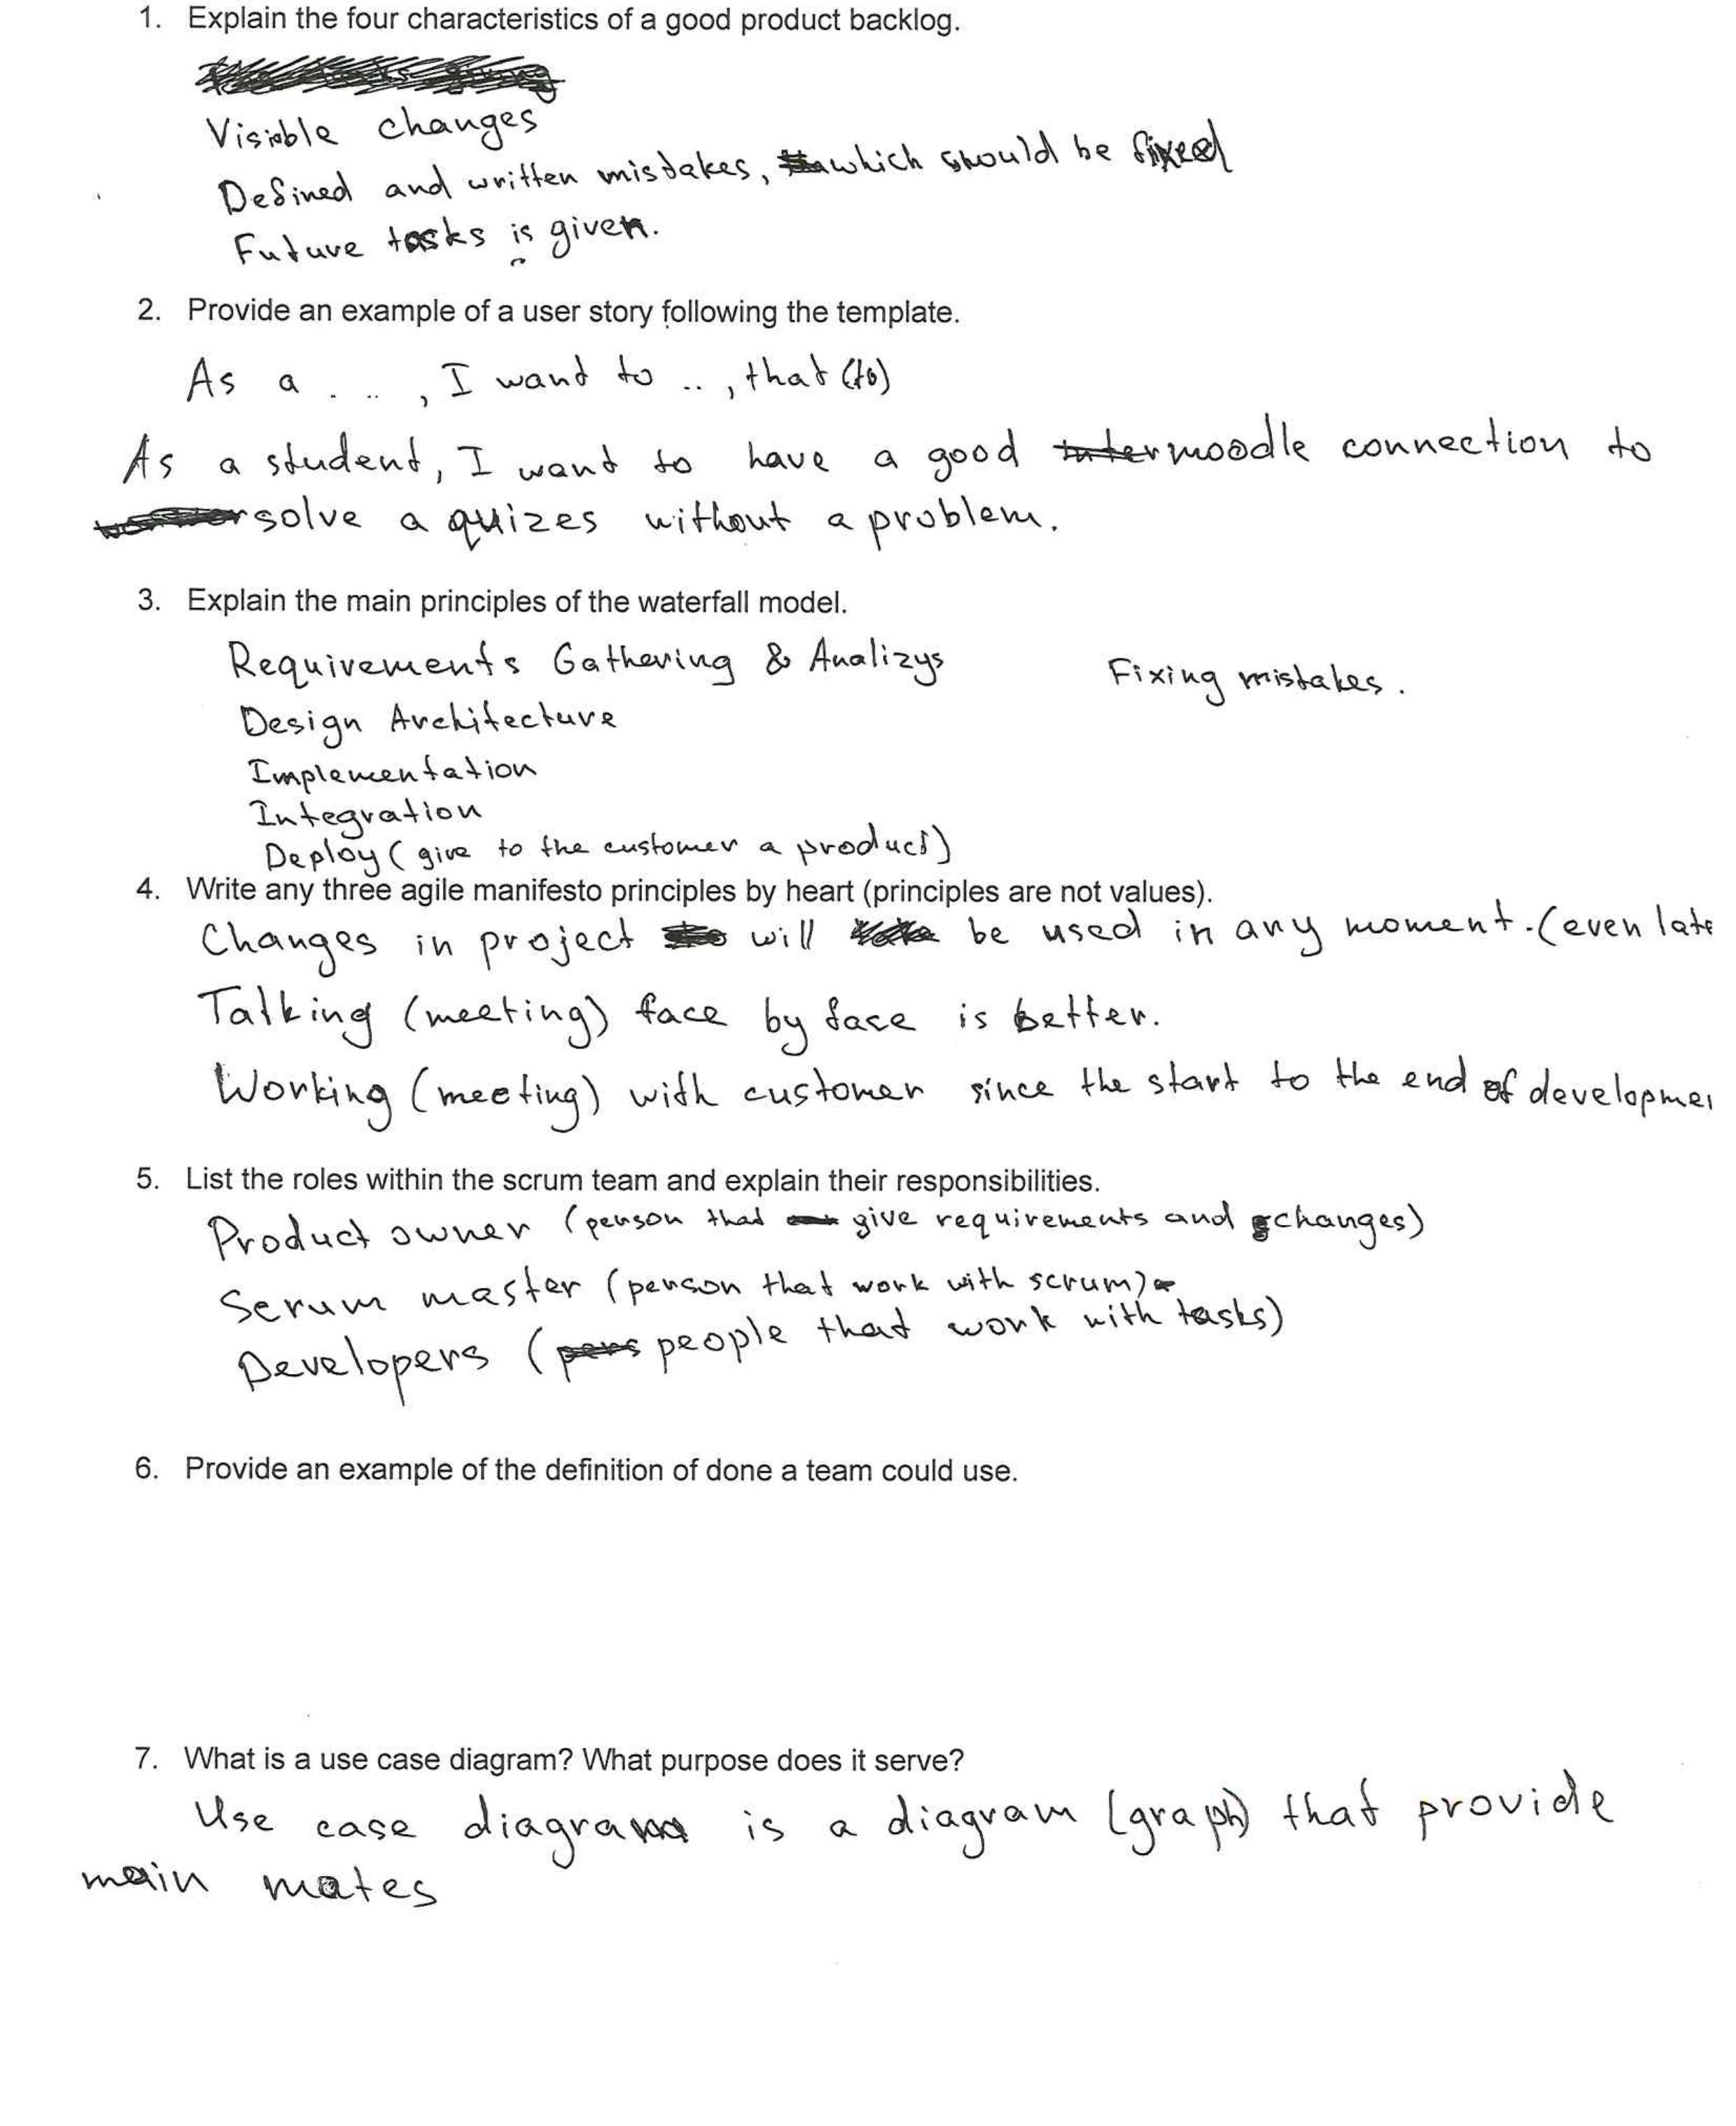 1. Explain the four characteristics of a good product backlog.
Visible changes
Defined and written mistakes, which should be fixed
Future tasks is given.
2. Provide an example of a user story following the template.
As a . .. , I want to .. , that (to)
As a student, I want to have a good moodle connection to
solve a quizes without a problem.
3. Explain the main principles of the waterfall model.
Requirements Gathering & Analizys
Fixing mistakes.
Design Architecture
Implementation
Integration
Deploy ( give to the customer a product)
4. Write any three agile manifesto principles by heart (principles are not values).
Changes in project will be used in any moment. (even late
Talking (meeting) face by face is better.
Working (meeting) with customer since the start to the end of developmen
5. List the roles within the scrum team and explain their responsibilities.
Product owner (person that give requirements and changes)
Scrum master (person that work with scrum)
Developers ( people that work with tasks)
6. Provide an example of the definition of done a team could use.
7. What is a use case diagram? What purpose does it serve?
Use case diagram is a diagram (graph) that provide
main mates